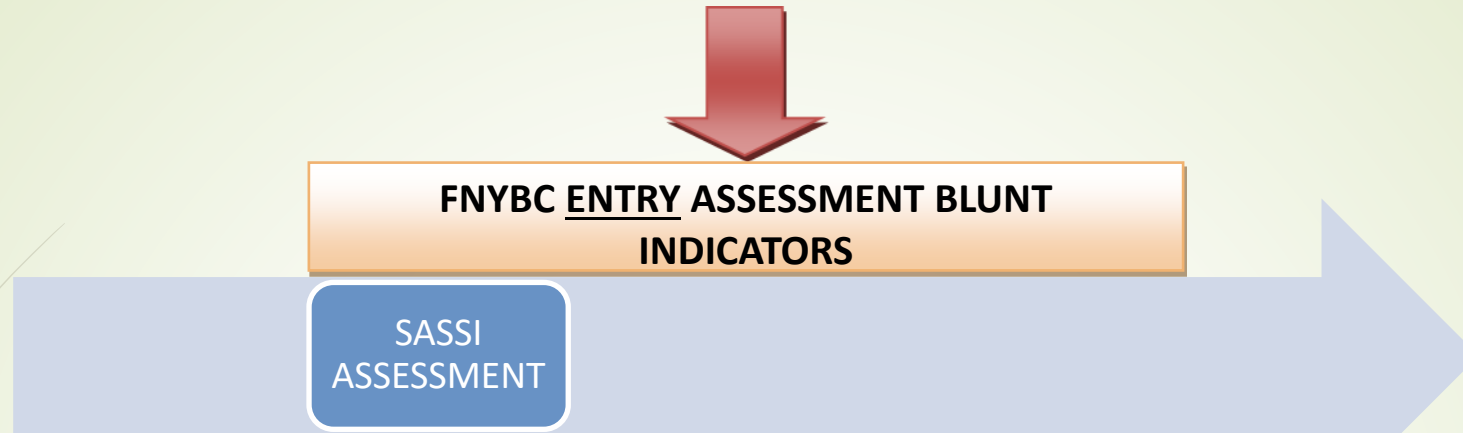 FNYBC ENTRY ASSESSMENT BLUNT
INDICATORS
SASSI
ASSESSMENT